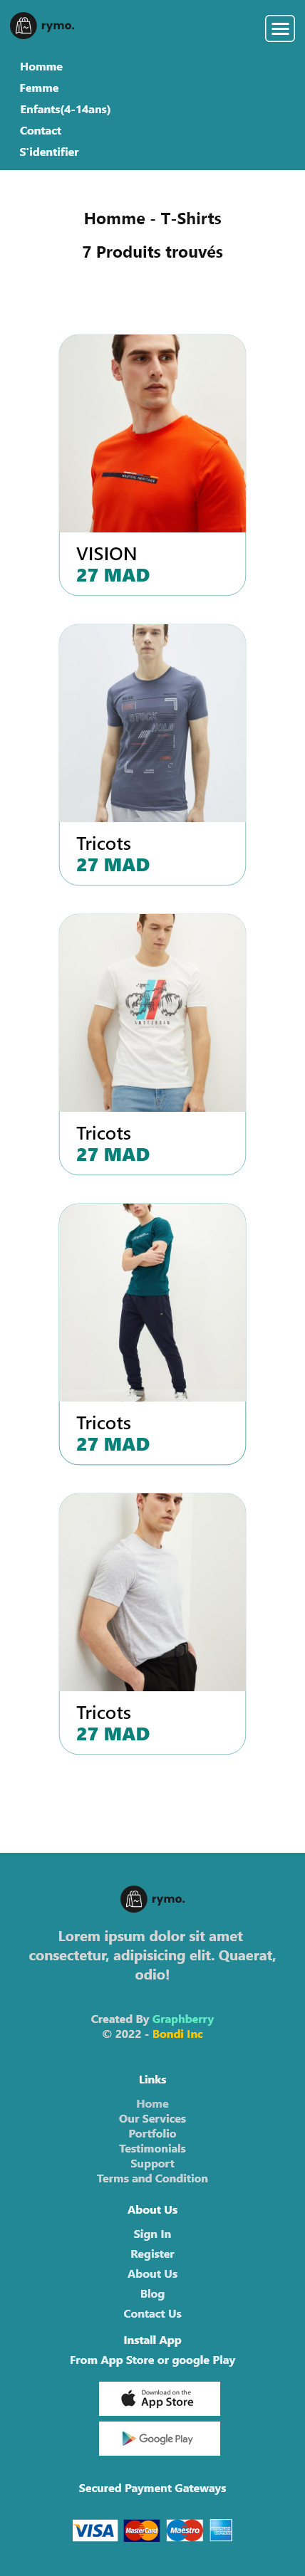 rymo.
Homme
Femme
Enfants(4-14ans)
Contact
S'identifier
Homme - T-Shirts
7 Produits trouvés
VISION
27 MAD
Tricots
27 MAD
Tricots
27 MAD
AMSTERDAM
Tricots
27 MAD
Tricots
27 MAD
rymo.
Lorem ipsum dolor sit amet
consectetur, adipisicing elit. Quaerat,
odio!
Created By Graphberry
© 2022 - Bondi Inc
Links
Home
Our Services
Portfolio
Testimonials
Support
Terms and Condition
About Us
Sign In
Register
About Us
Blog
Contact Us
Install App
From App Store or google Play
Download on the
App Store
Google Play
Secured Payment Gateways
VISA MasterCard Maestro